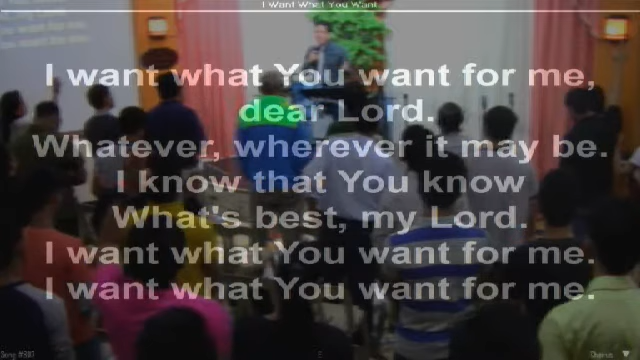 I Want What You Want
I want what You want for me,
dear Lord.
Whatever, wherever it may be.
I know that You know
What's best, my Lord.
I want what You want for me.
I want what You want for me.
Chorus